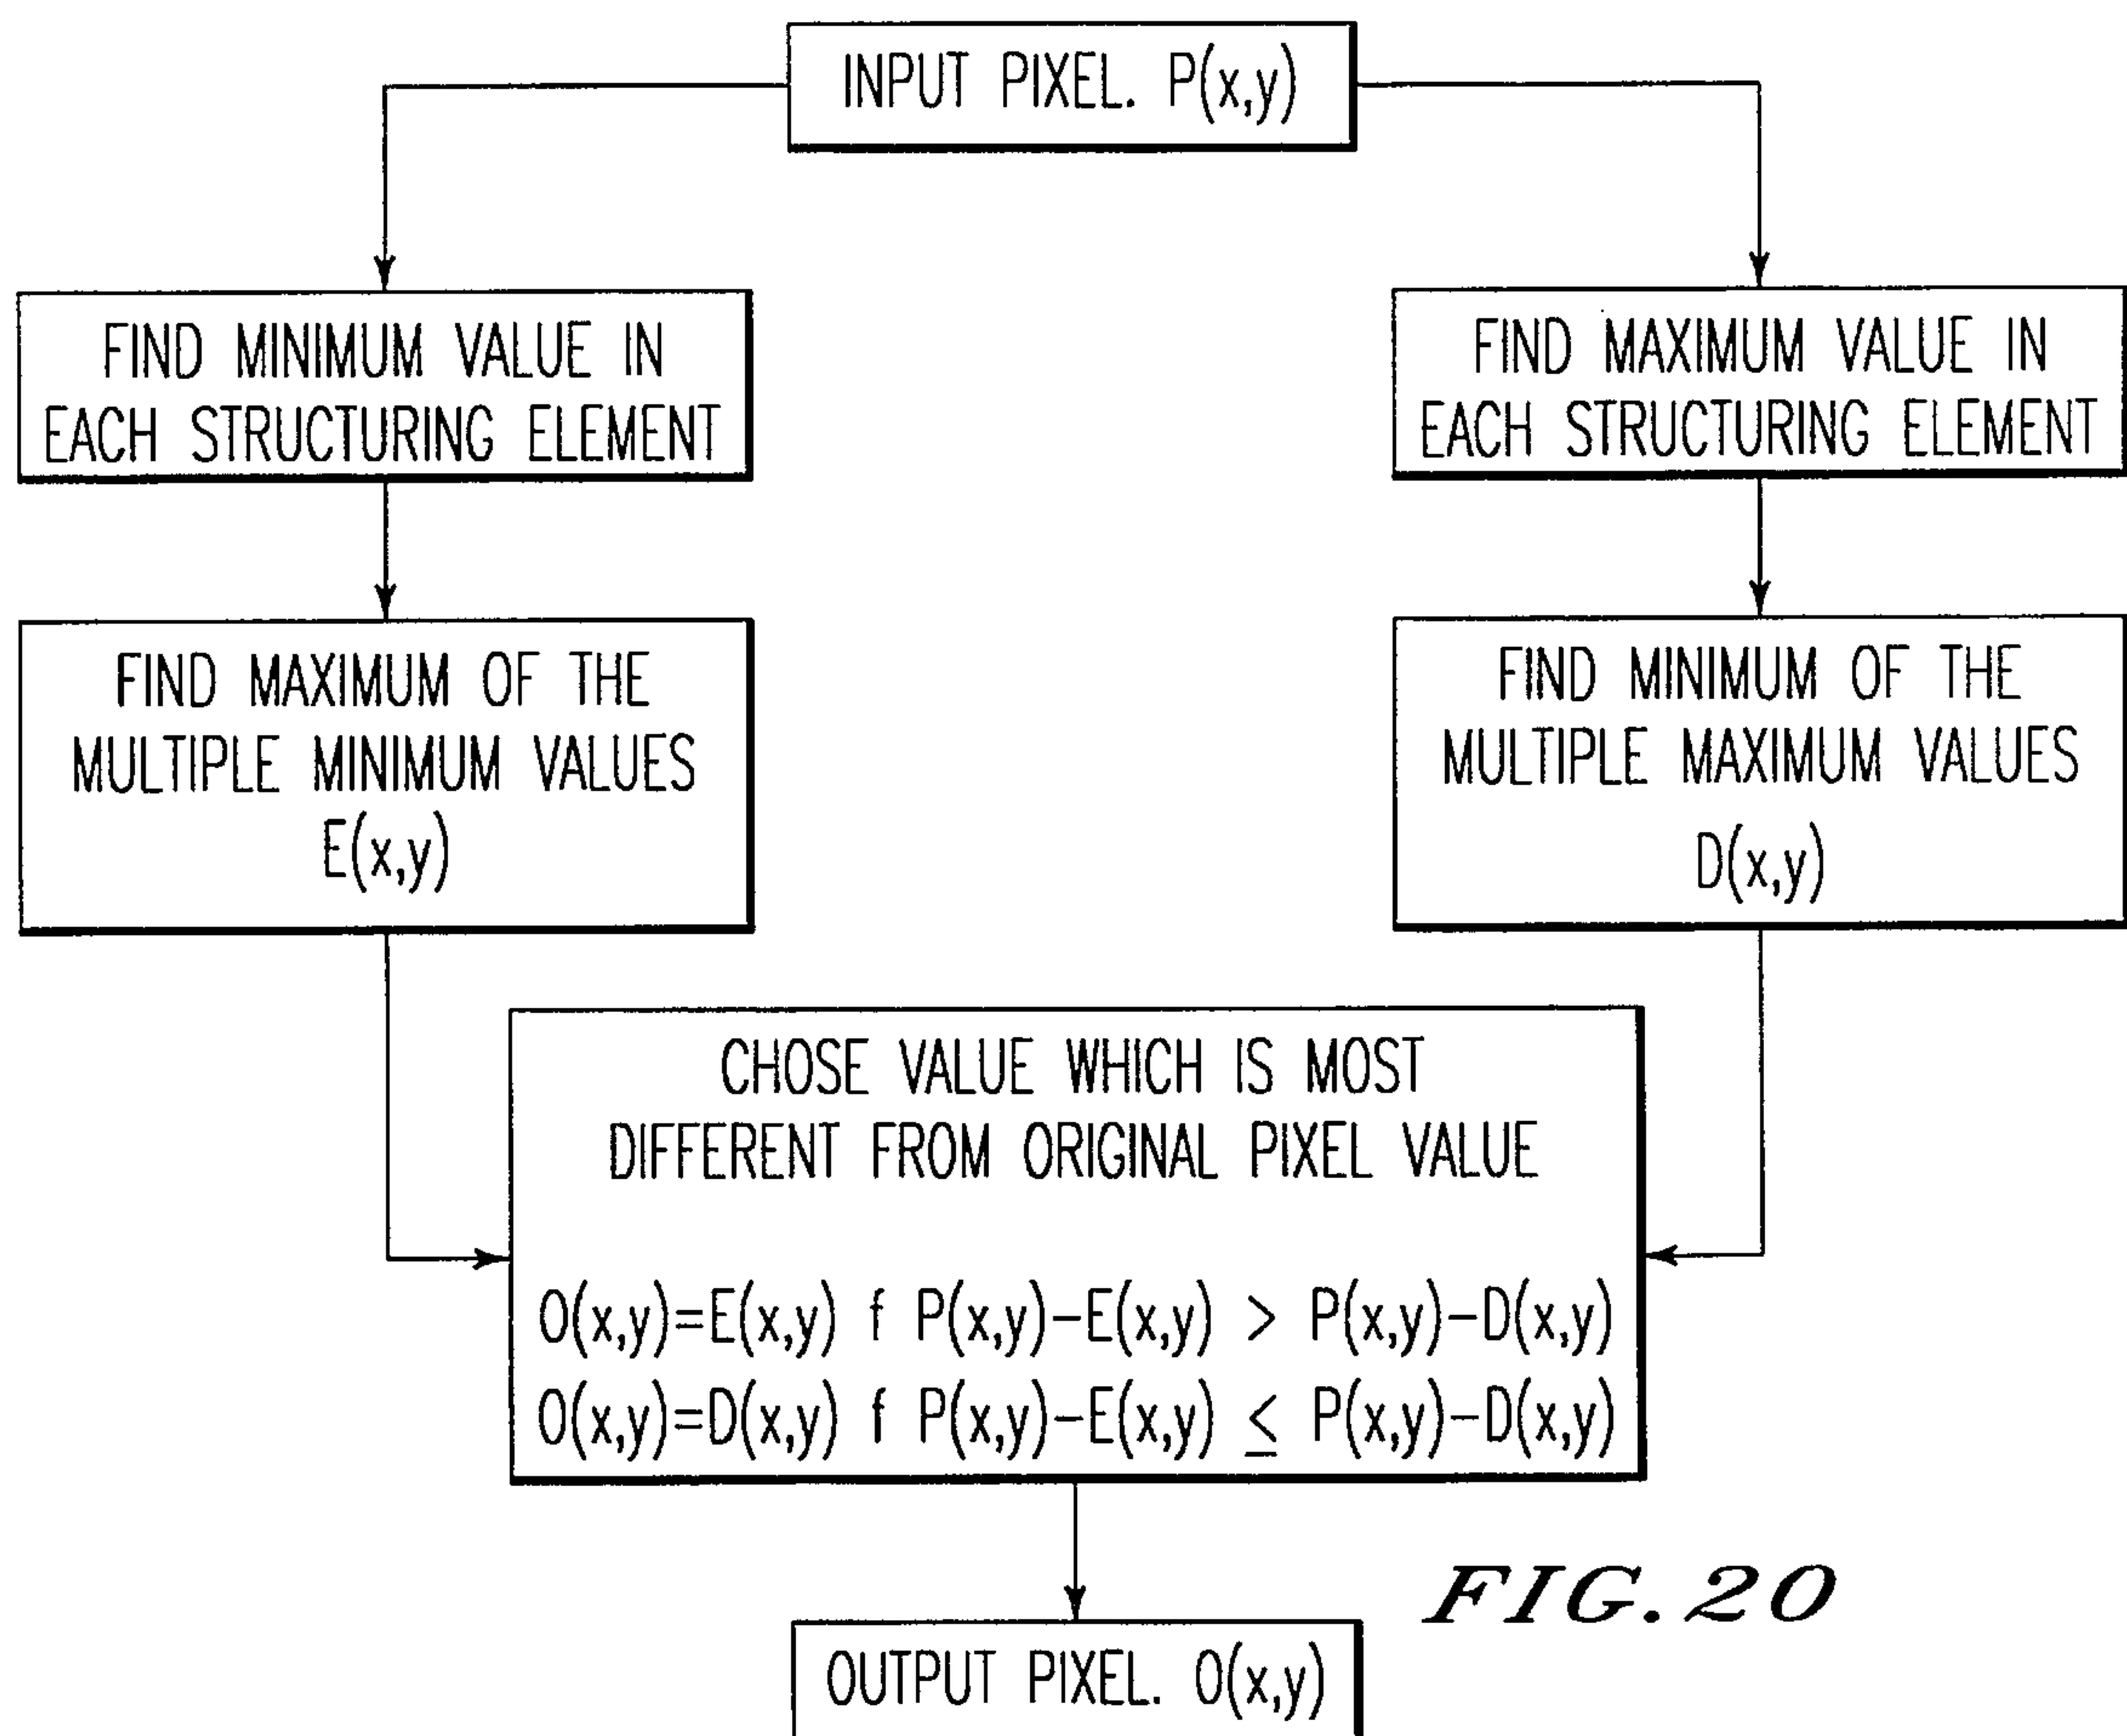 INPUT PIXEL. P(x,y)
FIND MINIMUM VALUE IN
EACH STRUCTURING ELEMENT
FIND MAXIMUM VALUE IN
EACH STRUCTURING ELEMENT
FIND MAXIMUM OF THE
MULTIPLE MINIMUM VALUES
E(x,y)
FIND MINIMUM OF THE
MULTIPLE MAXIMUM VALUES
D(x,y)
CHOSE VALUE WHICH IS MOST
DIFFERENT FROM ORIGINAL PIXEL VALUE
O(x,y)=E(x,y) f P(x,y)-E(x,y) > P(x,y)-D(x,y)
O(x,y)=D(x,y) f P(x,y)-E(x,y) ≤ P(x,y)-D(x,y)
OUTPUT PIXEL. O(x,y)
FIG. 20